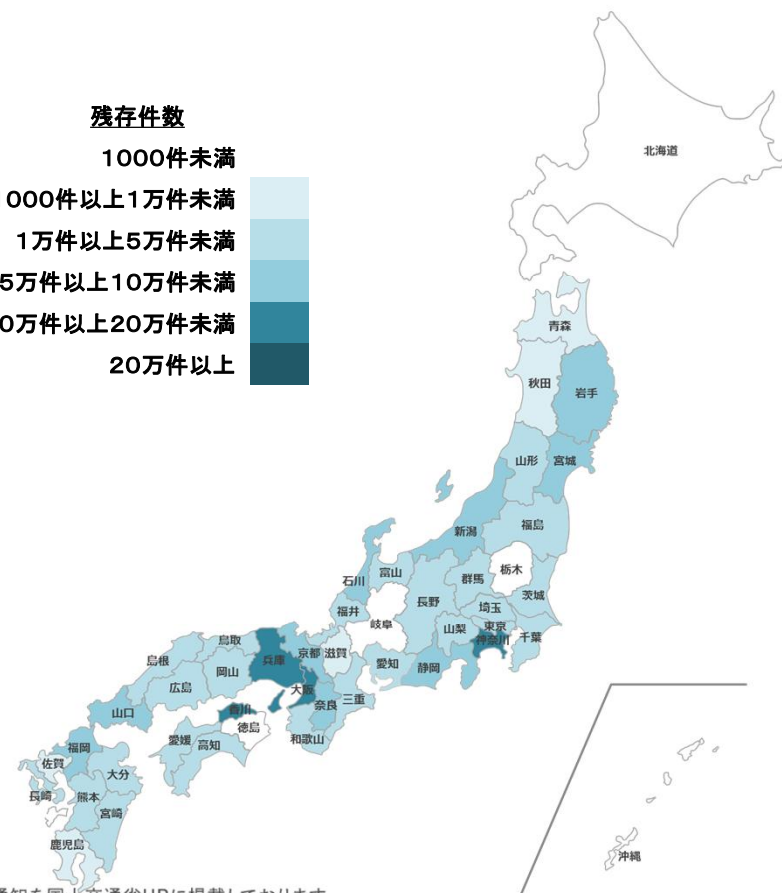 残存件数
1000件未満
000件以上1万件未満
1万件以上5万件未満
5万件以上10万件未満
0万件以上20万件未満
20万件以上
北海道
青森
秋田
岩手
山形
宮城
新潟
福島
石川
富山
群馬
栃木
茨城
福井
岐阜
長野
埼玉
山梨
東京
神奈川
千葉
鳥取
兵庫
京都
滋賀
愛知
静岡
島根
岡山
広島
大阪
奈良
三重
山口
香川
徳島
和歌山
福岡
愛媛
高知
佐賀
大分
長崎
熊本
宮崎
鹿児島
沖縄